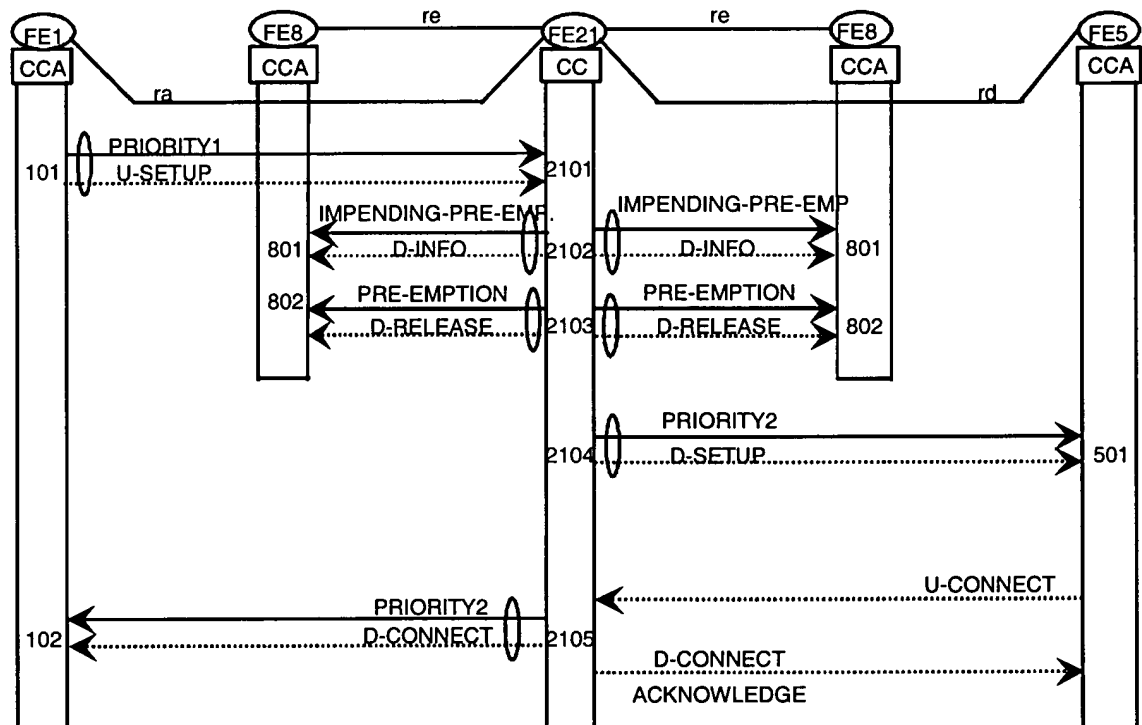 re re
FE1 FE8 FE21 FE8 FE5
CCA CCA CC CCA CCA
ra rd
PRIORITY1
101 U-SETUP 2101
IMPENDING-PRE-EMP. IMPENDING-PRE-EMP
801 D-INFO 2102 D-INFO 801
802 PRE-EMPTION PRE-EMPTION
D-RELEASE 2103 D-RELEASE 802
PRIORITY2
2104 D-SETUP 501
U-CONNECT
PRIORITY2
102 D-CONNECT 2105
D-CONNECT
ACKNOWLEDGE